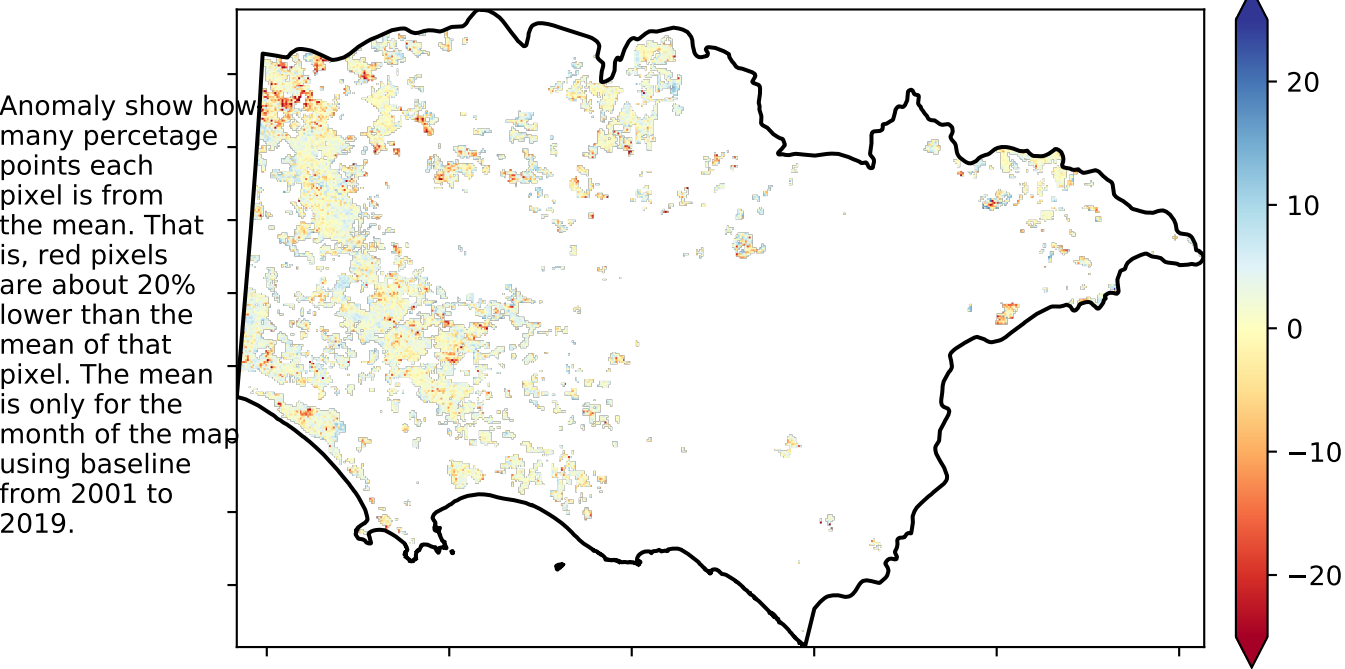 Anomaly show how
many percetage
points each
pixel is from
the mean. That
is, red pixels
are about 20%
lower than the
mean of that
pixel. The mean
is only for the
month of the map
using baseline
from 2001 to
2019.
20
10
0
−10
−20